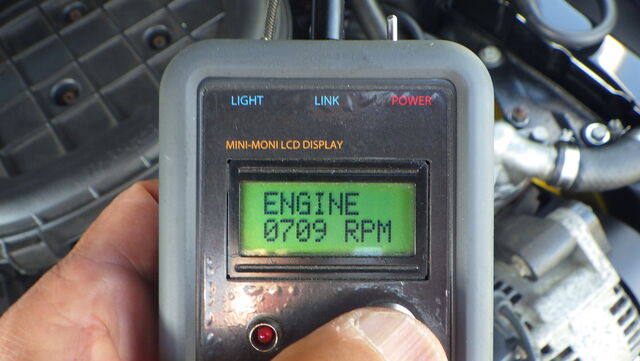 LIGHT LINK POWER
MINI-MONI LCD DISPLAY
ENGINE
0709 RPM